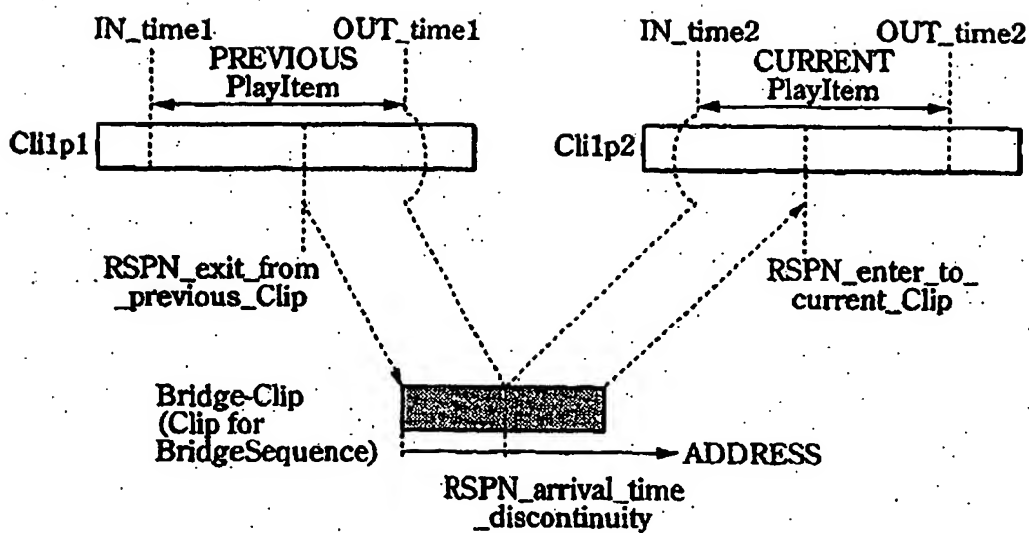 IN_time1
OUT_time1
IN_time2
OUT_time2
PREVIOUS
PlayItem
CURRENT
PlayItem
Cli1p1
Cli1p2
RSPN_exit_from
_previous_Clip
RSPN_enter_to_
current_Clip
Bridge-Clip
(Clip for
BridgeSequence)
ADDRESS
RSPN_arrival_time
_discontinuity